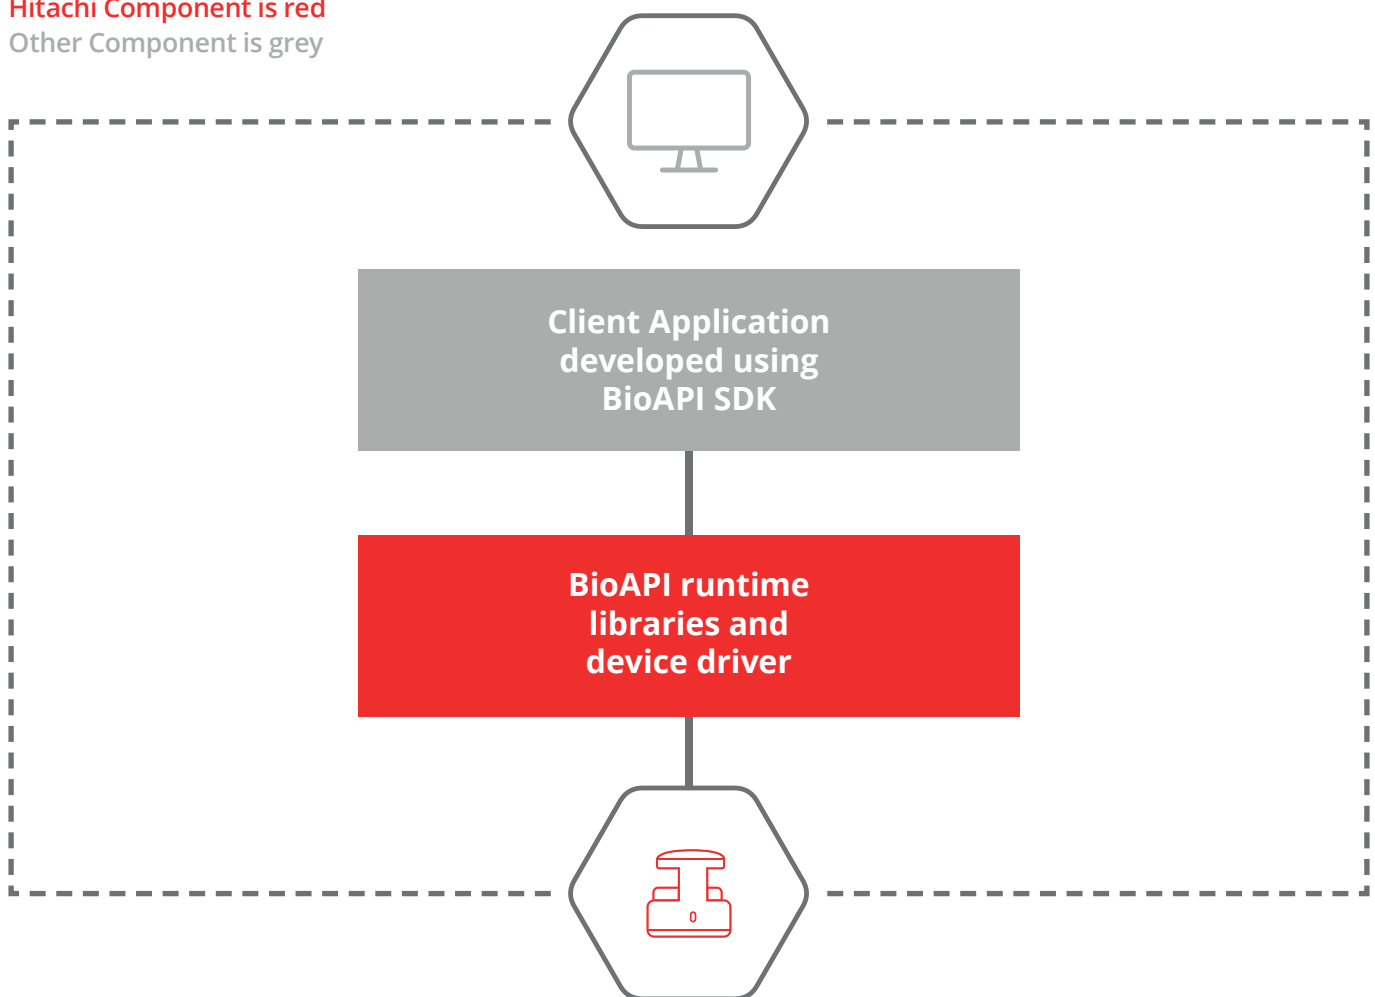 Hitachi Component is red
Other Component is grey
Client Application
developed using
BioAPI SDK
BioAPI runtime
libraries and
device driver